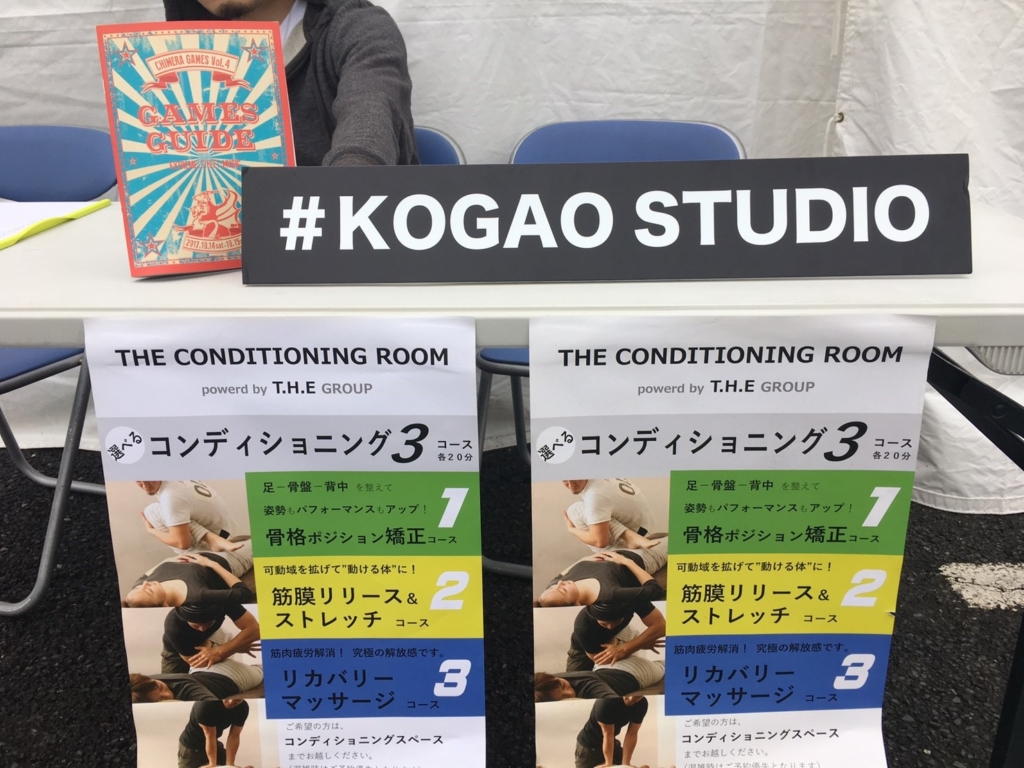 CHIMERA GAMES Vol.4
GAMES
GUIDE
#KOGAO STUDIO
THE CONDITIONING ROOM
powerd by T.H.E GROUP
選べる コンディショニング3 コース 各20分
足－骨盤－背中 を整えて
姿勢もパフォーマンスもアップ！
骨格ポジション矯正コース
1
可動域を拡げて"動ける体"に！
筋膜リリース&
ストレッチ コース
2
筋肉疲労解消！ 究極の解放感です。
リカバリー
マッサージ コース
3
ご希望の方は、
コンディショニングスペース
までお越しください。
THE CONDITIONING ROOM
powerd by T.H.E GROUP
選べる コンディショニング3 コース 各20分
足－骨盤－背中 を整えて
姿勢もパフォーマンスもアップ！
骨格ポジション矯正コース
1
可動域を拡げて"動ける体"に！
筋膜リリース&
ストレッチ コース
2
筋肉疲労解消！ 究極の解放感です。
リカバリー
マッサージ コース
3
ご希望の方は、
コンディショニングスペース
までお越しください。
(混雑時はご予約優先となります)